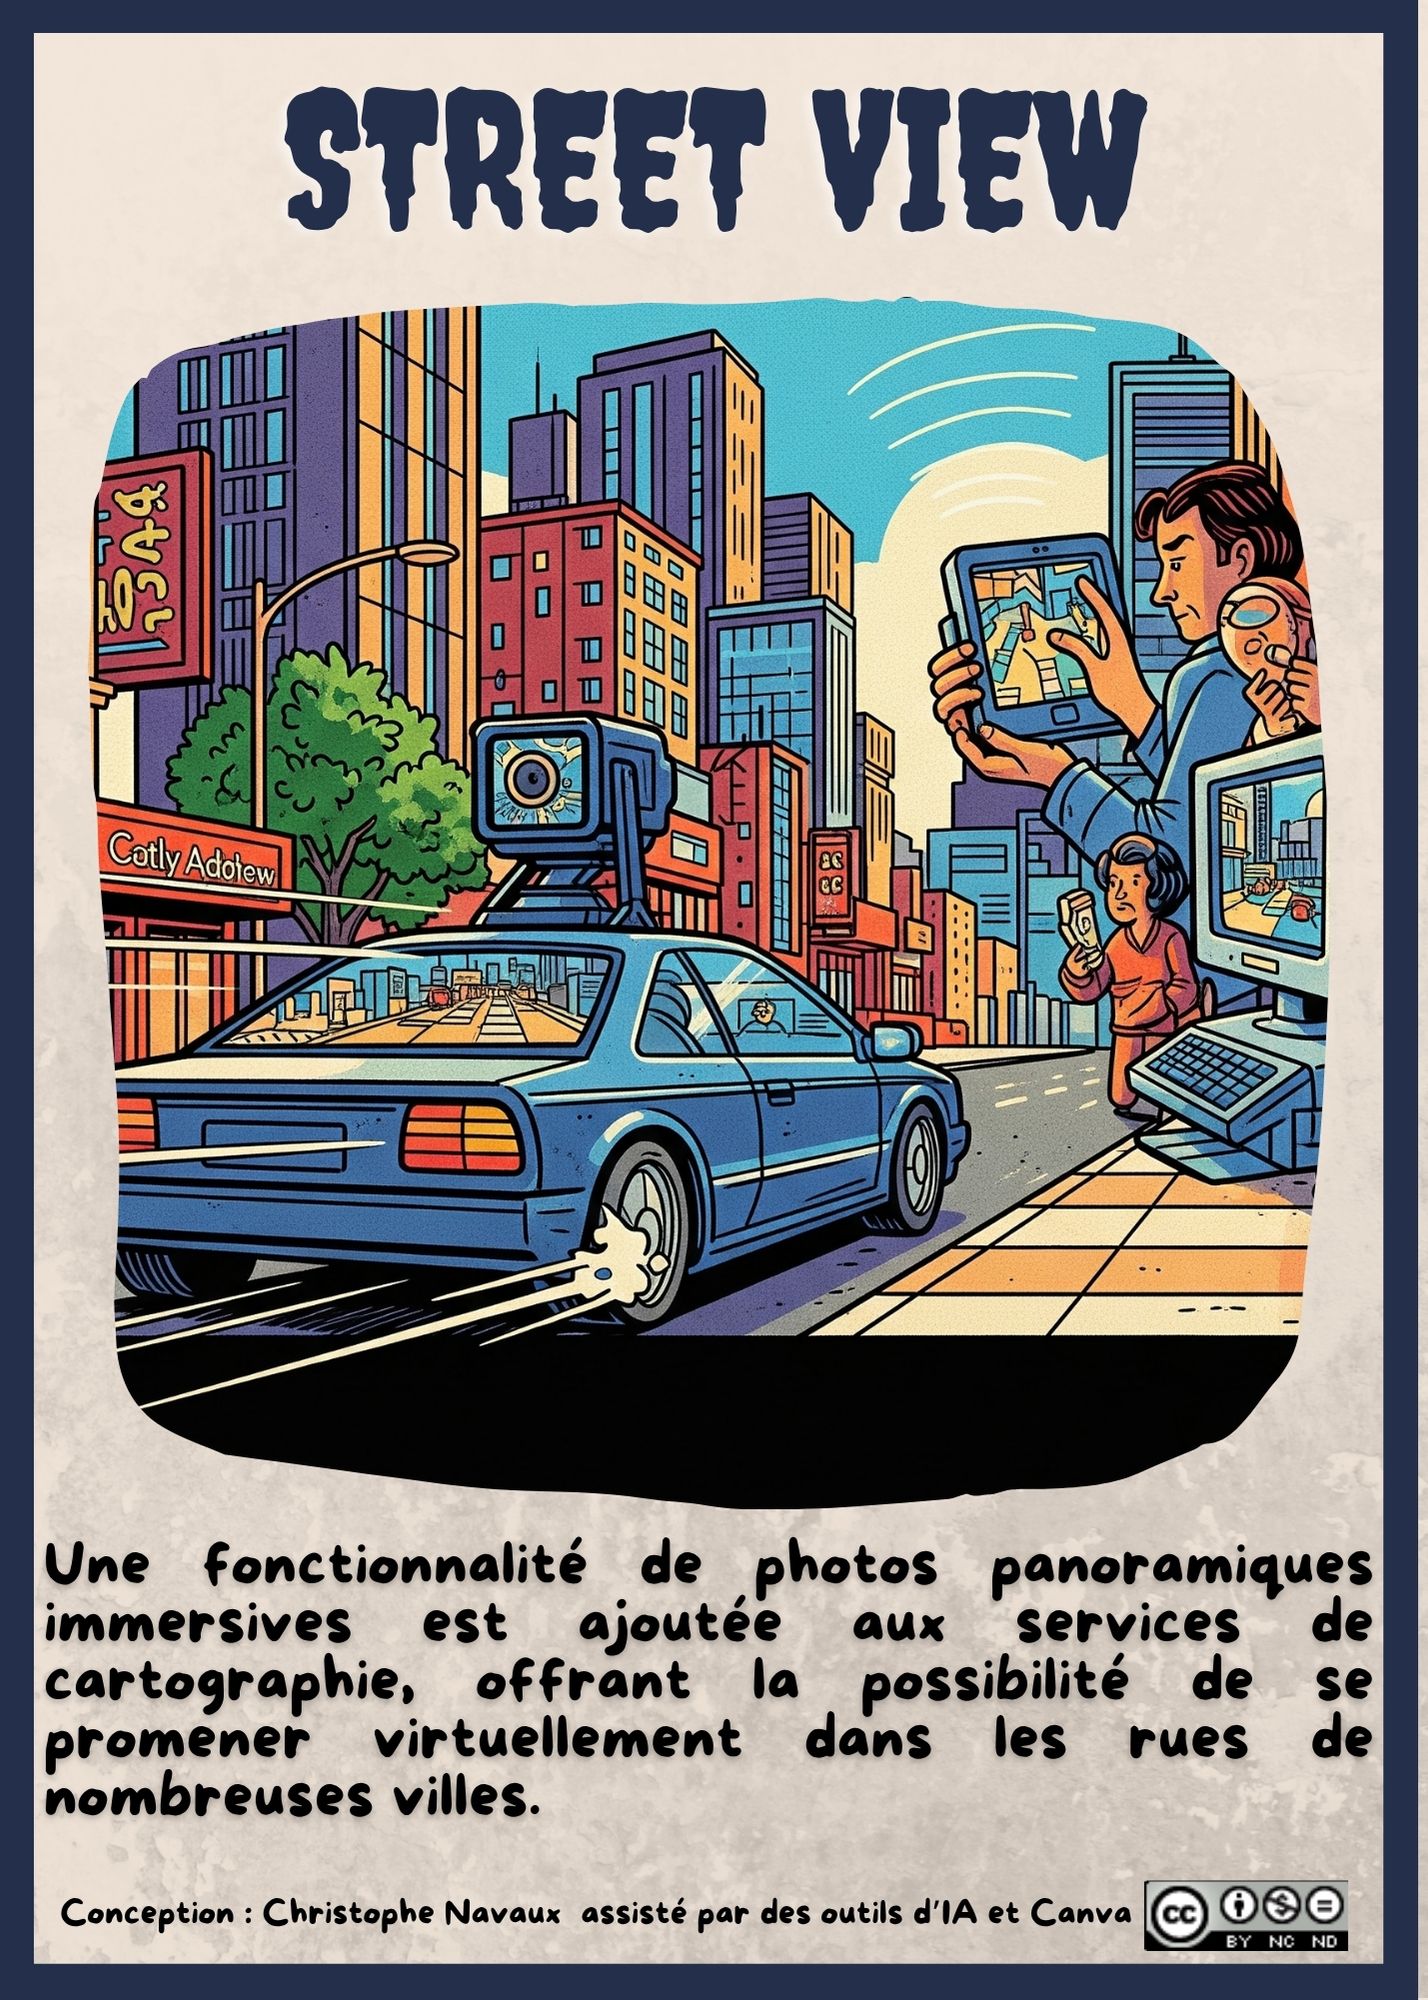 STREET VIEW
Catly Adotew
Une fonctionnalité de photos panoramiques
immersives est ajoutée aux services de
cartographie, offrant la possibilité de se
promener virtuellement dans les rues de
nombreuses villes.
Conception : Christophe Navaux assisté par des outils d'IA et Canva
cc
BY NC ND